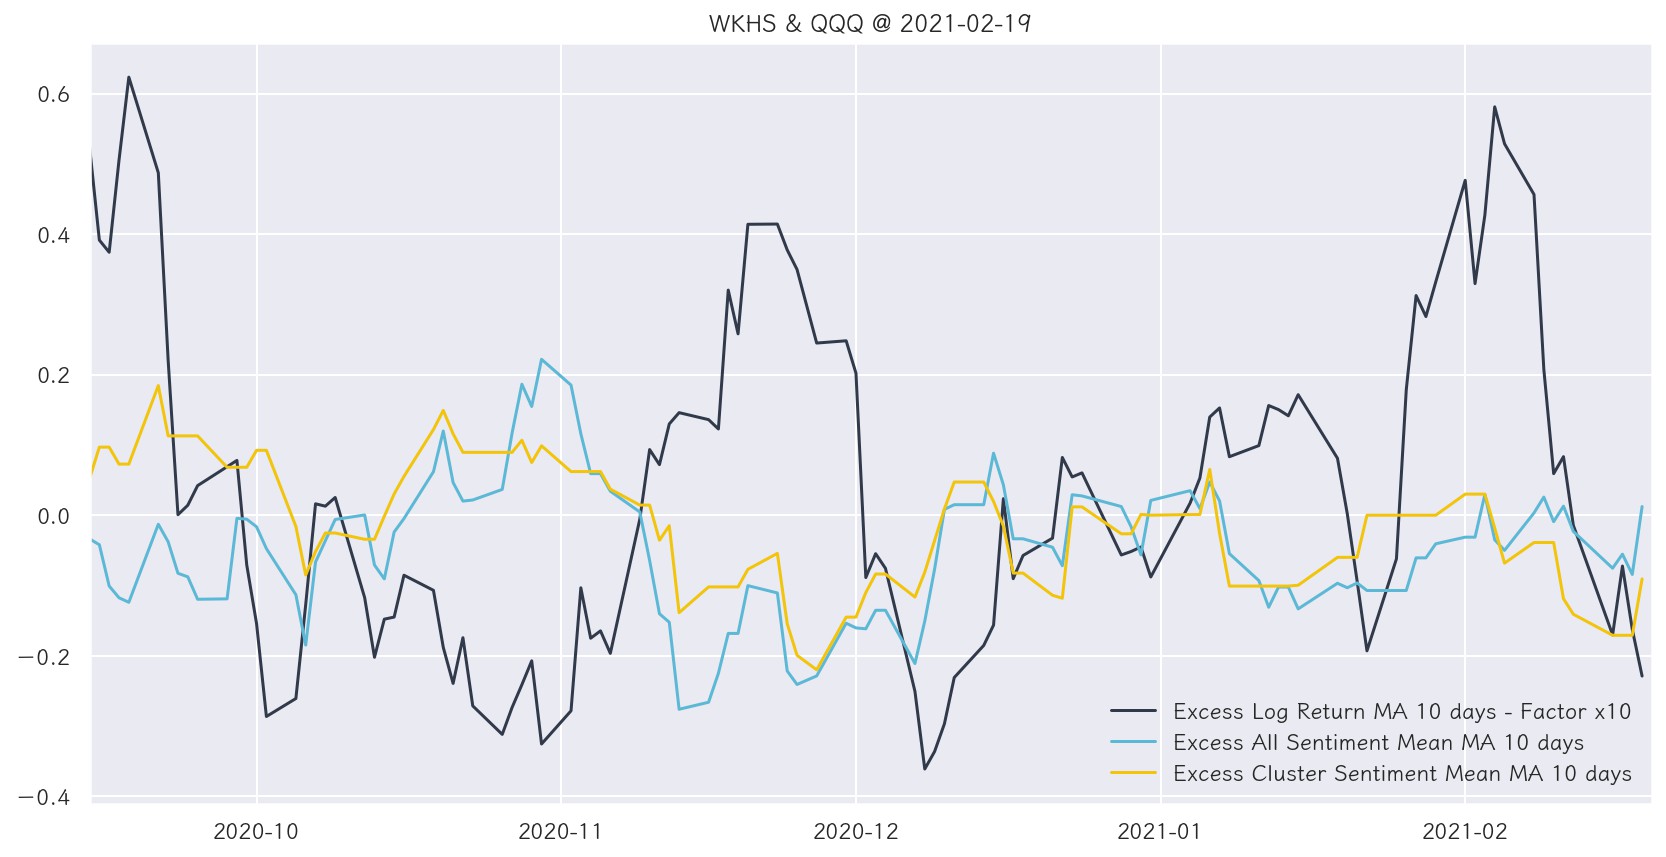 WKHS & QQQ @ 2021-02-19
0.6
0.4
0.2
0.0
−0.2
−0.4
Excess Log Return MA 10 days - Factor x10
Excess All Sentiment Mean MA 10 days
Excess Cluster Sentiment Mean MA 10 days
2020-10 2020-11 2020-12 2021-01 2021-02